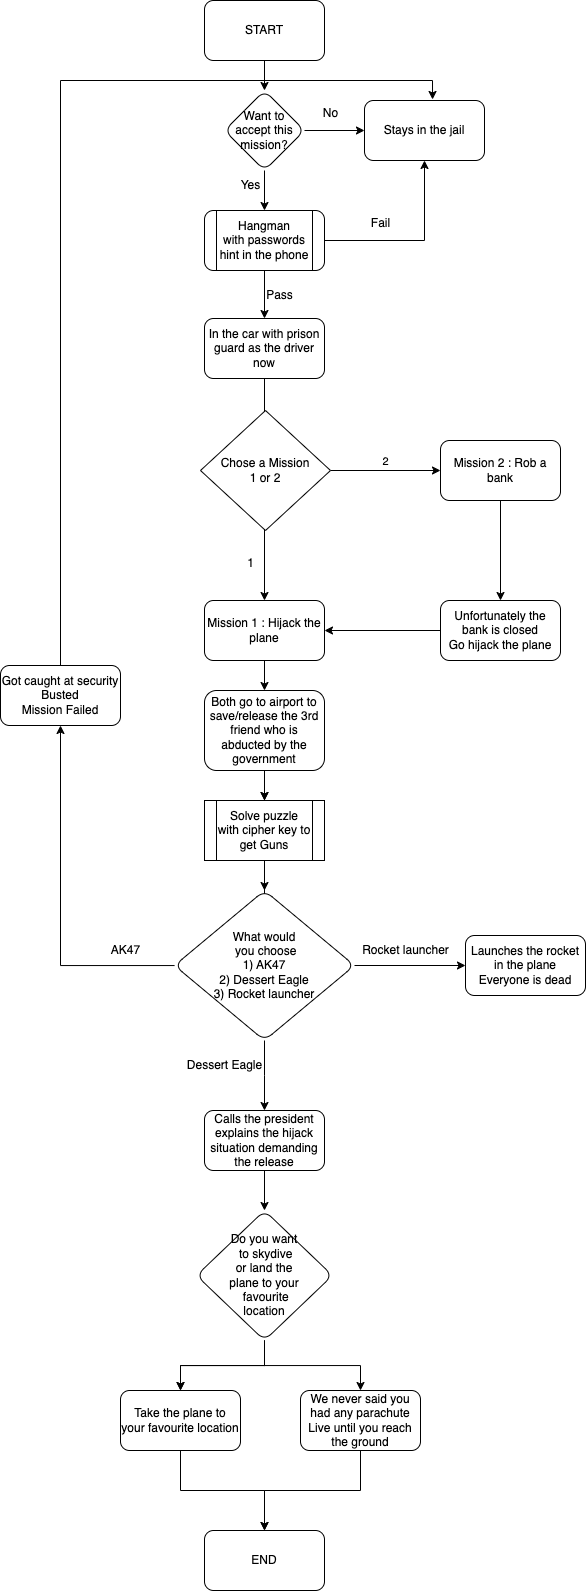 START
Want to
accept this
mission?
No
Stays in the jail
Yes
Hangman
with passwords
hint in the phone
Fail
Pass
In the car with prison
guard as the driver
now
Chose a Mission
1 or 2
2
Mission 2 : Rob a
bank
1
Mission 1 : Hijack the
plane
Unfortunately the
bank is closed
Go hijack the plane
Got caught at security
Busted
Mission Failed
Both go to airport to
save/release the 3rd
friend who is
abducted by the
government
Solve puzzle
with cipher key to
get Guns
What would
you choose
1) AK47
2) Dessert Eagle
3) Rocket launcher
AK47
Rocket launcher
Launches the rocket
in the plane
Everyone is dead
Dessert Eagle
Calls the president
explains the hijack
situation demanding
the release
Do you want
to skydive
or land the
plane to your
favourite
location
Take the plane to
your favourite location
We never said you
had any parachute
Live until you reach
the ground
END